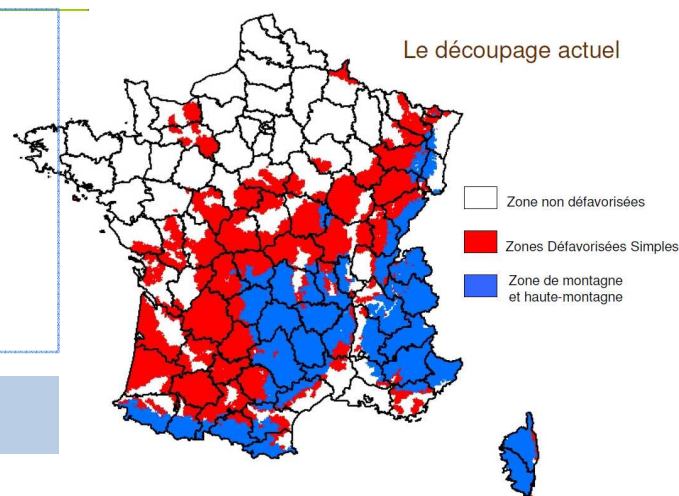 Le découpage actuel
Zone non défavorisées
Zones Défavorisées Simples
Zone de montagne
et haute-montagne